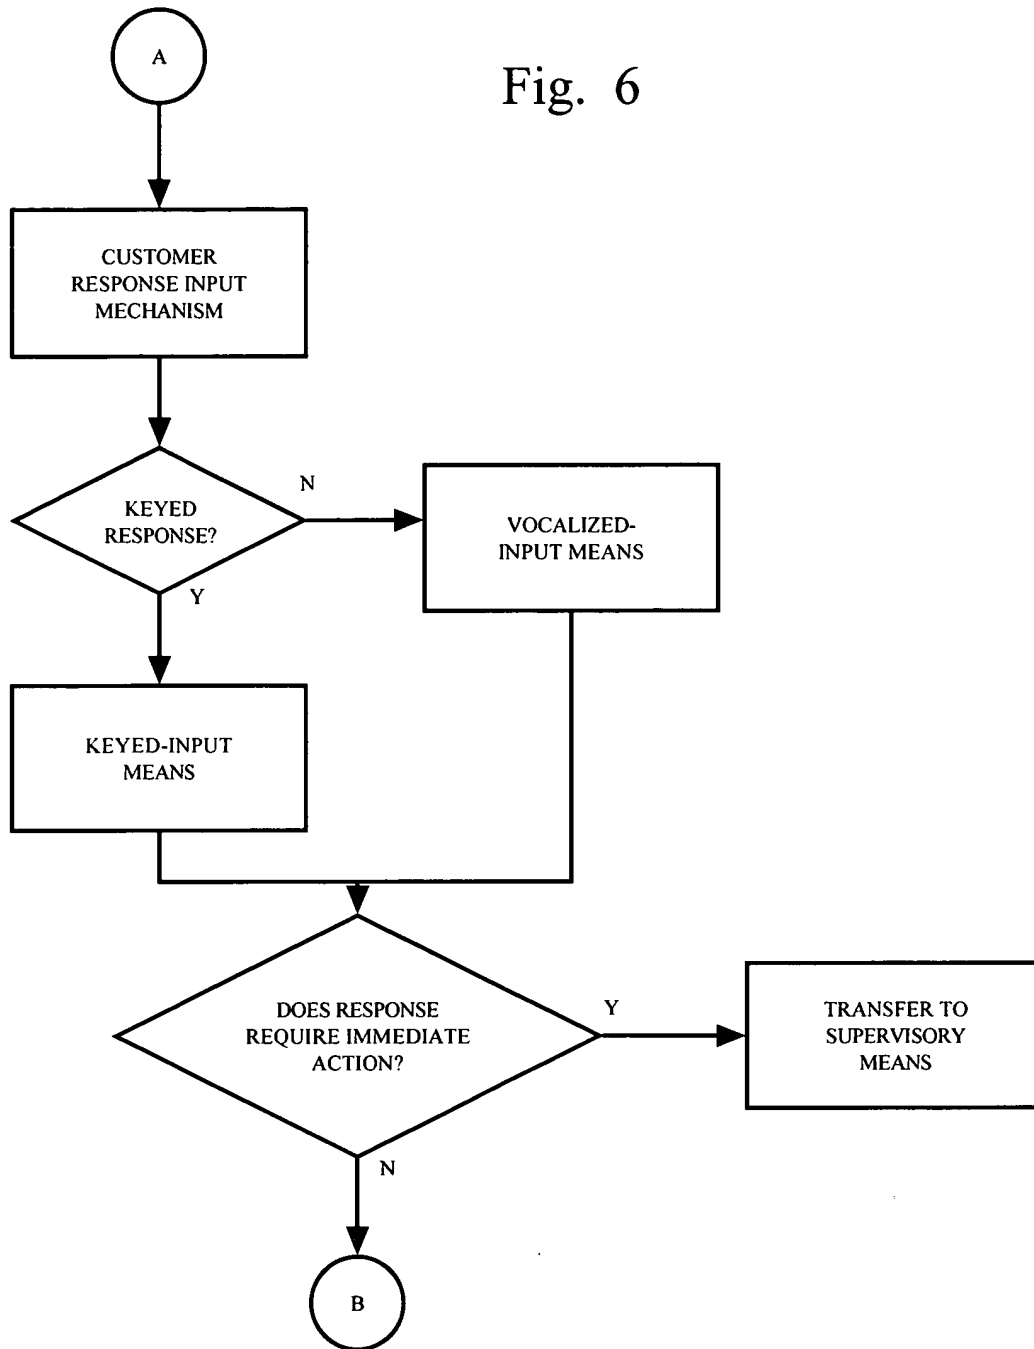 A
Fig. 6
CUSTOMER
RESPONSE INPUT
MECHANISM
KEYED
RESPONSE?
N
VOCALIZED-
INPUT MEANS
Y
KEYED-INPUT
MEANS
DOES RESPONSE
REQUIRE IMMEDIATE
ACTION?
Y
TRANSFER TO
SUPERVISORY
MEANS
N
B